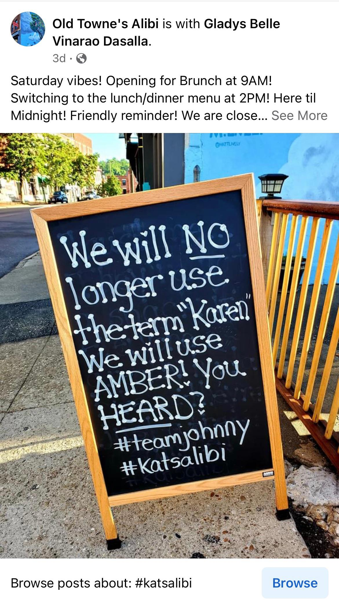 Old Towne's Alibi is with Gladys Belle
Vinarao Dasalla.
3d ·
Saturday vibes! Opening for Brunch at 9AM!
Switching to the lunch/dinner menu at 2PM! Here til
Midnight! Friendly reminder! We are close... See More
We will NO
longer use
the term "Karen"
We will use
AMBER! You
HEARD?
#teamjohnny
#katsalibi
Browse posts about: #katsalibi
Browse